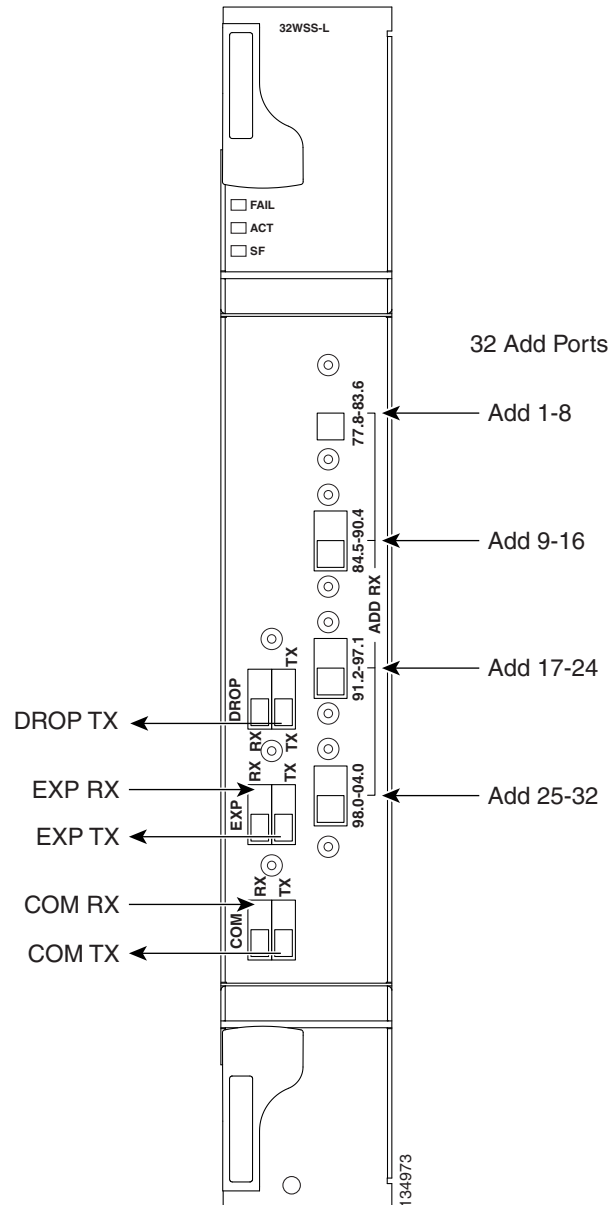 32WSS-L
FAIL
ACT
SF
32 Add Ports
77.8-83.6
Add 1-8
84.5-90.4
Add 9-16
ADD RX
91.2-97.1
Add 17-24
TX
DROP
DROP TX
RX
TX
RX
TX
EXP RX
EXP
EXP TX
98.0-04.0
Add 25-32
RX
TX
COM RX
COM
COM TX
134973